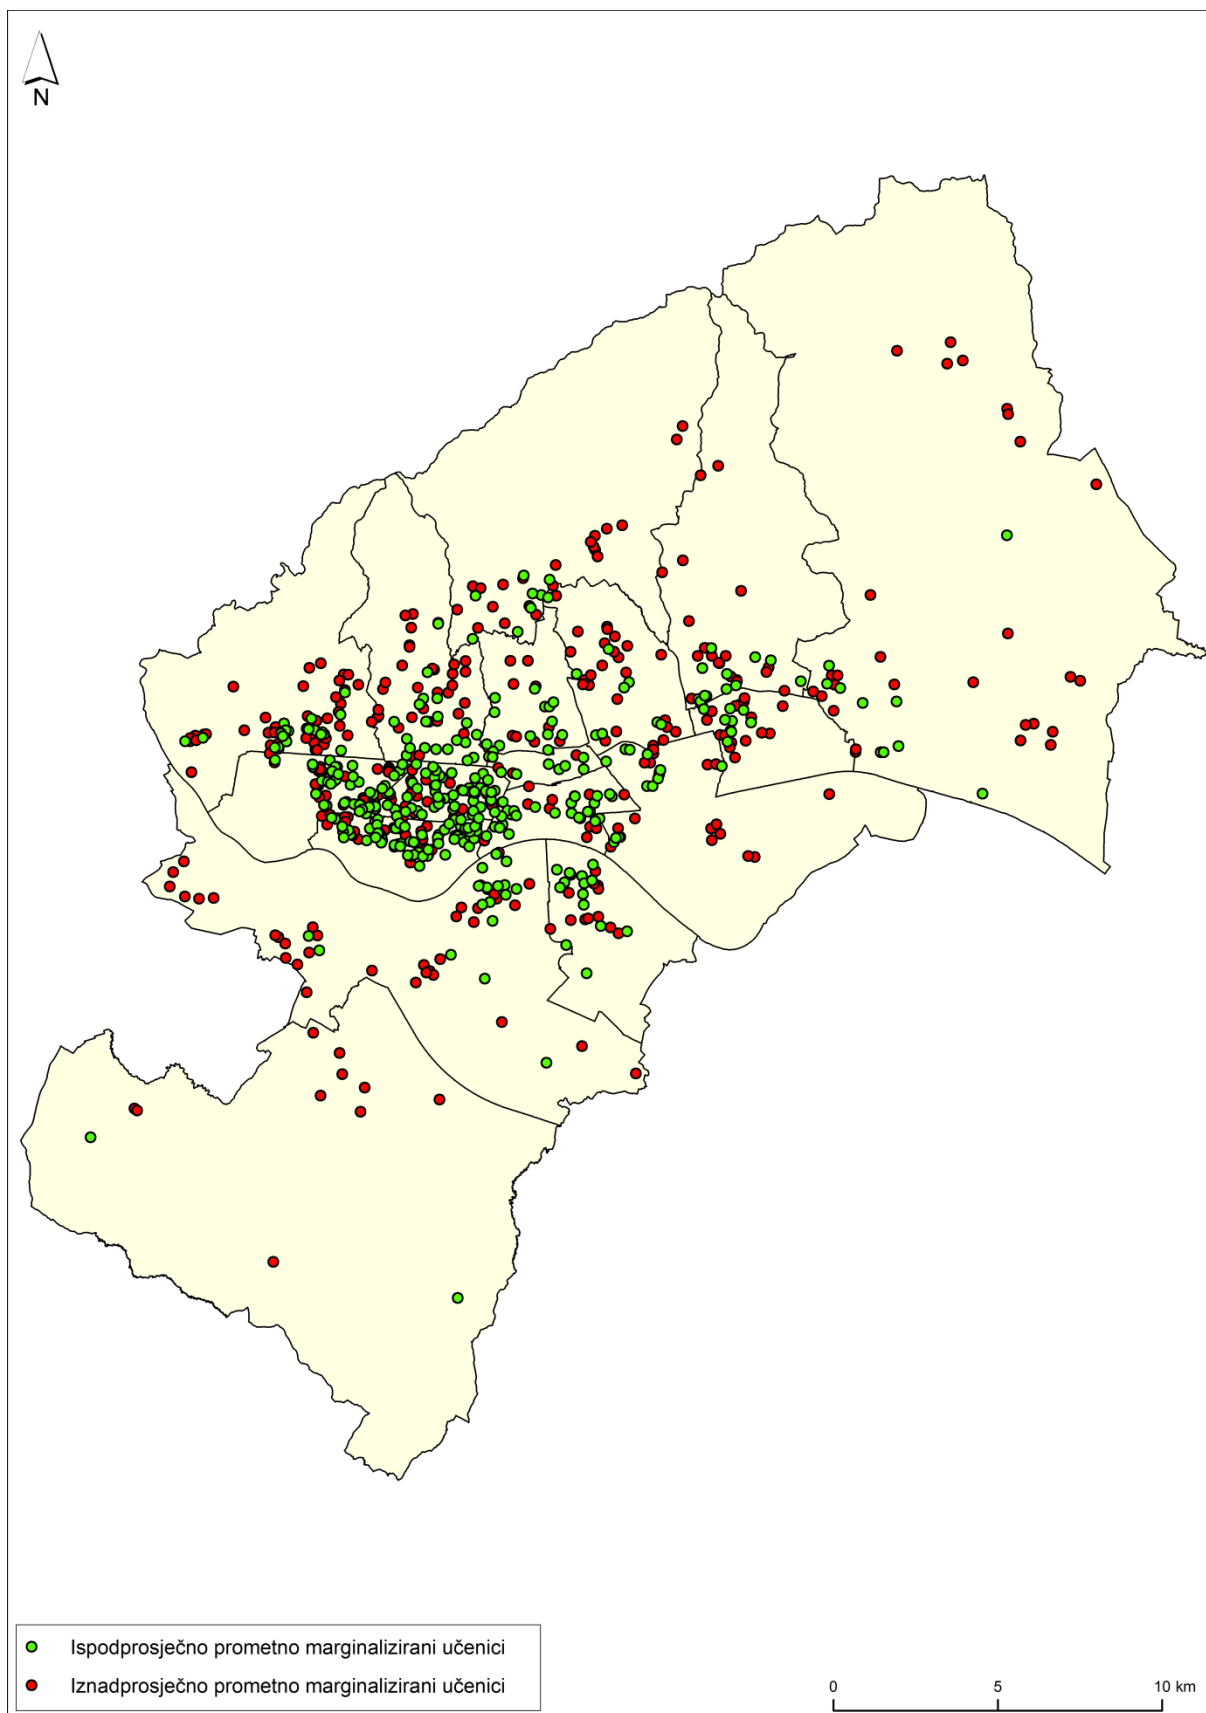 N
Ispodprosječno prometno marginalizirani učenici
Iznadprosječno prometno marginalizirani učenici
0 5 10 km